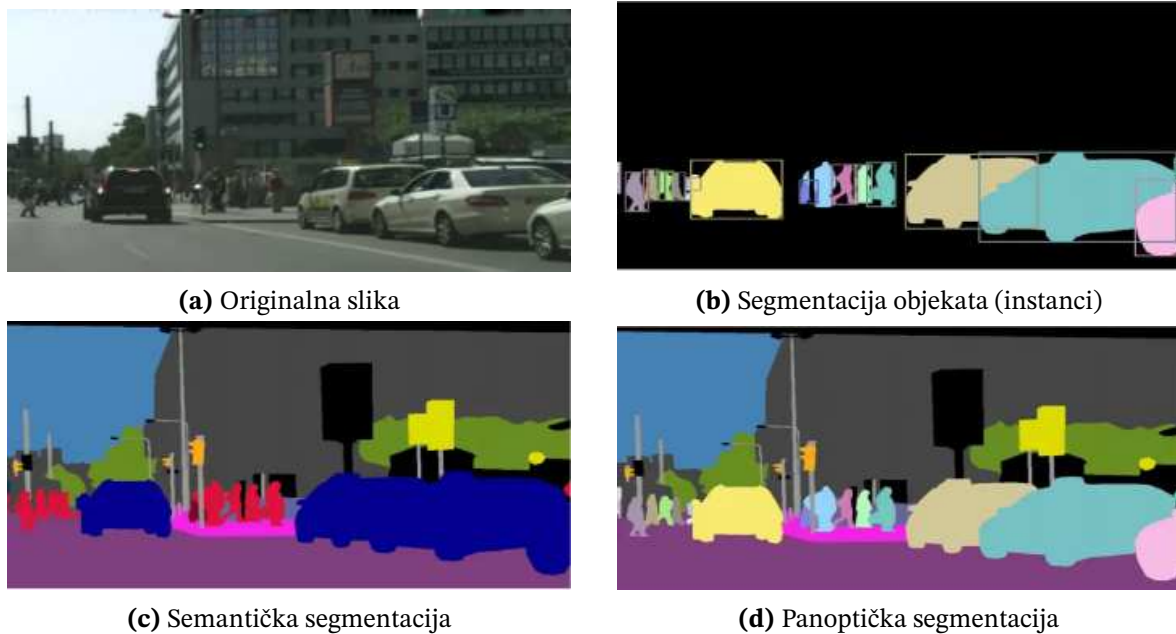 (a) Originalna slika
(b) Segmentacija objekata (instanci)
(c) Semantička segmentacija
(d) Panoptička segmentacija